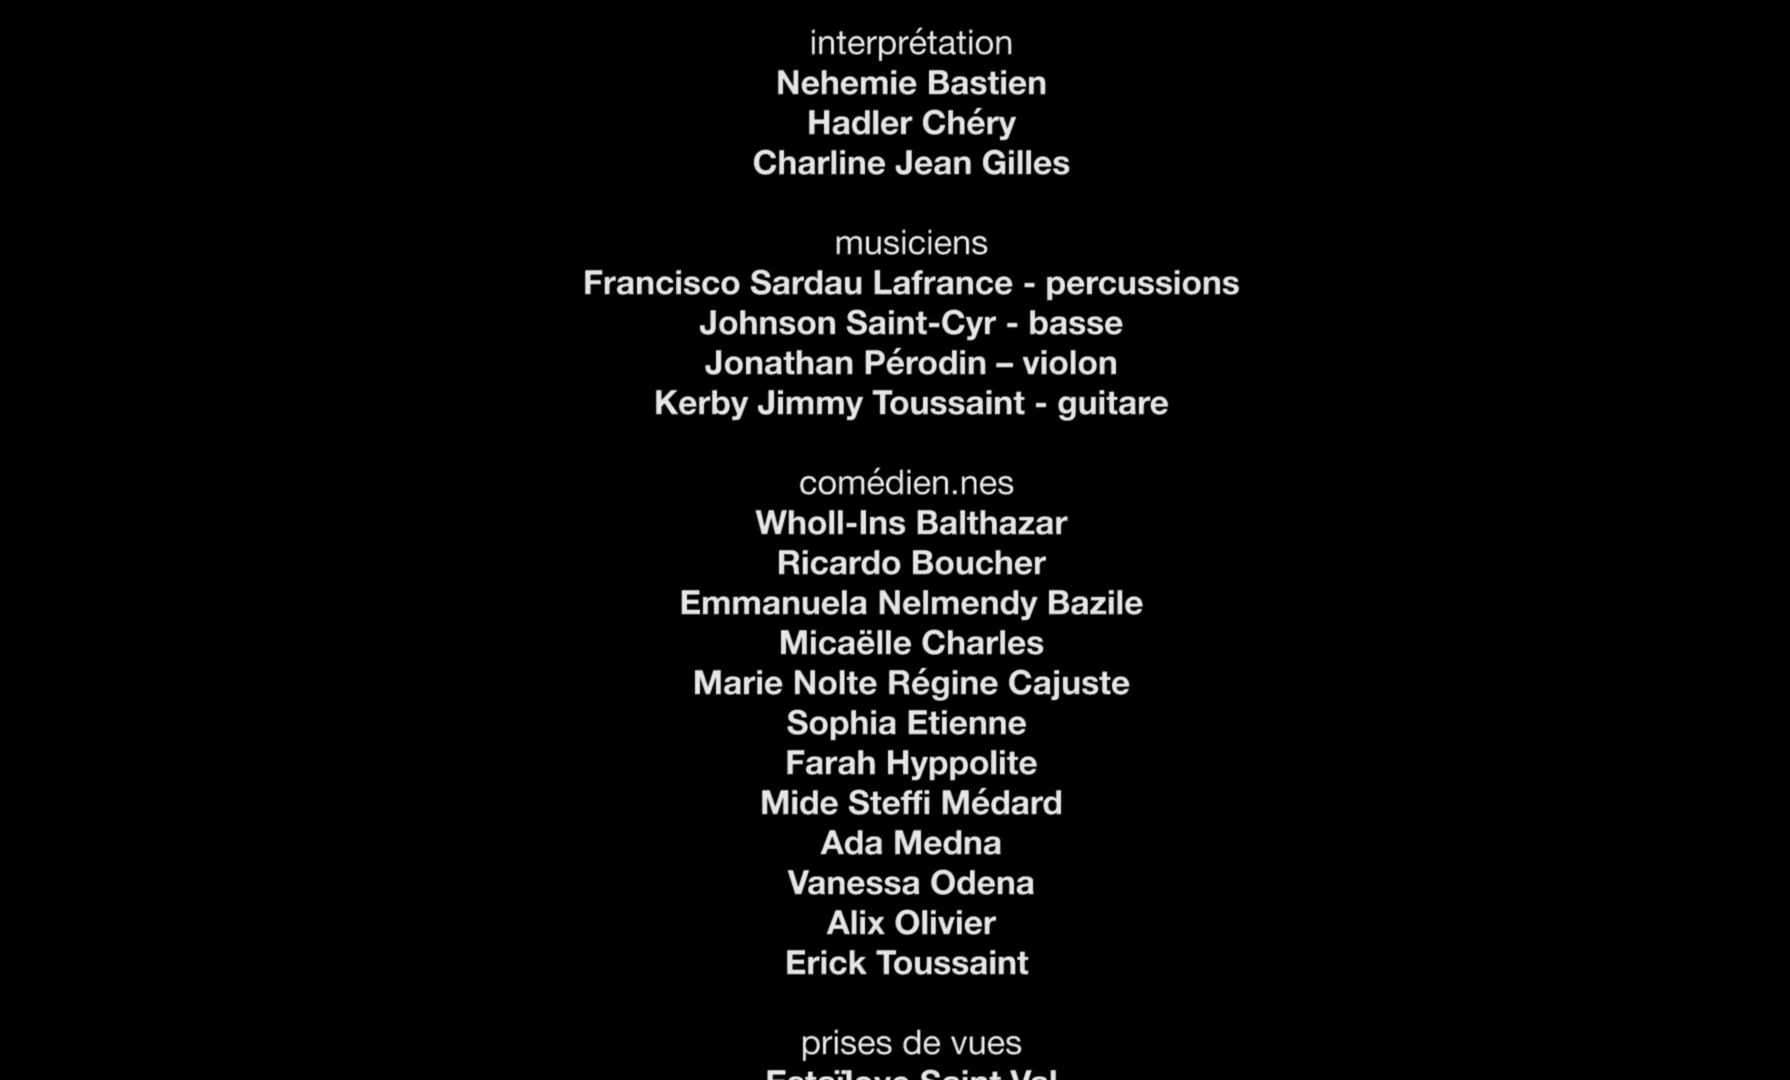 interprétation
Nehemie Bastien
Hadler Chéry
Charline Jean Gilles
musiciens
Francisco Sardau Lafrance - percussions
Johnson Saint-Cyr - basse
Jonathan Pérodin – violon
Kerby Jimmy Toussaint - guitare
comédien.nes
Wholl-Ins Balthazar
Ricardo Boucher
Emmanuela Nelmendy Bazile
Micaëlle Charles
Marie Nolte Régine Cajuste
Sophia Etienne
Farah Hyppolite
Mide Steffi Médard
Ada Medna
Vanessa Odena
Alix Olivier
Erick Toussaint
prises de vues
Saint Val